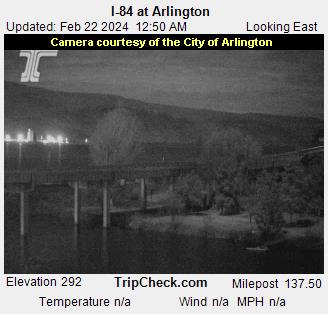 I-84 at Arlington
Updated: Feb 22 2024 12:50 AM Looking East
Camera courtesy of the City of Arlington
Elevation 292 TripCheck.com Milepost 137.50
Temperature n/a Wind n/a MPH n/a